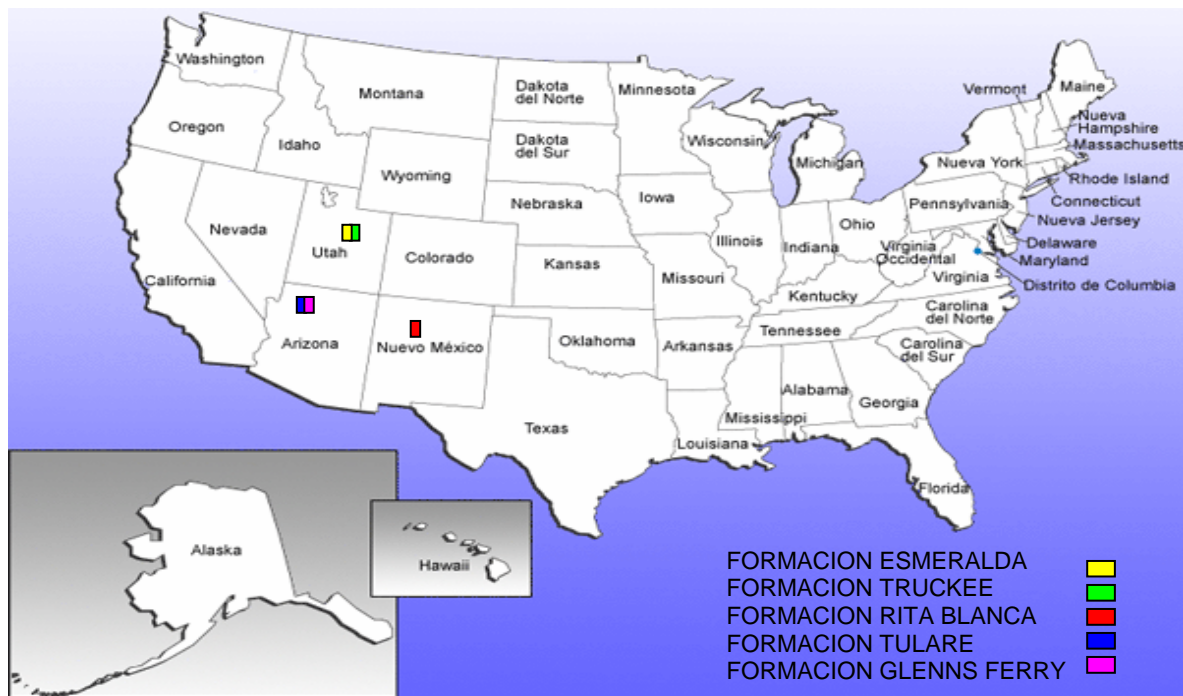 Washington
Montana
Dakota
del Norte
Minnesota
Vermont
Maine
Nueva
Hampshire
Massachusetts
Oregon
Idaho
Dakota
del Sur
Wisconsin
Michigan
Nueva York
Rhode Island
Wyoming
Connecticut
Nebraska
Iowa
Pennsylvania
Nueva Jersey
Nevada
Utah
Colorado
Kansas
Illinois
Indiana
Ohio
Virginia
Occidental
Delaware
Maryland
California
Missouri
Virginia
Distrito de Columbia
Kentucky
Carolina
del Norte
Arizona
Nuevo México
Oklahoma
Arkansas
Tennessee
Carolina
del Sur
Texas
Mississippi
Alabama
Georgia
Louisiana
Florida
Alaska
Hawaii
FORMACION ESMERALDA
FORMACION TRUCKEE
FORMACION RITA BLANCA
FORMACION TULARE
FORMACION GLENNS FERRY